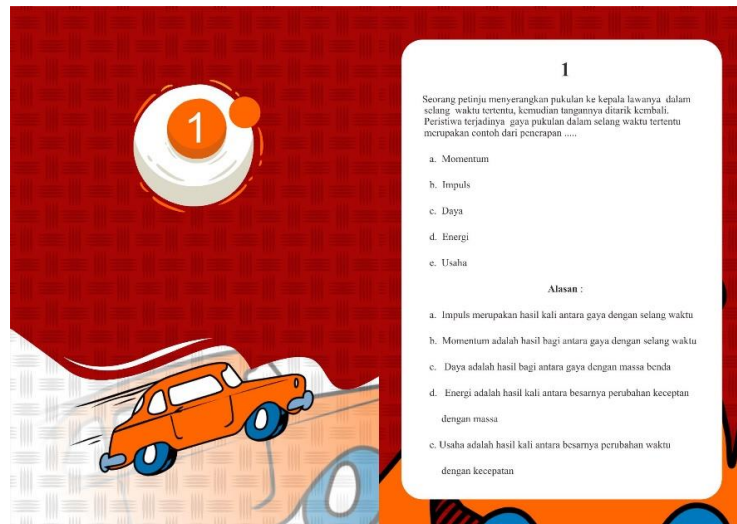 1
1
Seorang petinju menyerangkan pukulan ke kepala lawanya dalam
selang waktu tertentu, kemudian tangannya ditarik kembali.
Peristiwa terjadinya gaya pukulan dalam selang waktu tertentu
merupakan contoh dari penerapan .....
a. Momentum
b. Impuls
c. Daya
d. Energi
e. Usaha
Alasan :
a. Impuls merupakan hasil kali antara gaya dengan selang waktu
b. Momentum adalah hasil bagi antara gaya dengan selang waktu
c. Daya adalah hasil bagi antara gaya dengan massa benda
d. Energi adalah hasil kali antara besarnya perubahan keceptan
dengan massa
e. Usaha adalah hasil kali antara besarnya perubahan waktu
dengan kecepatan